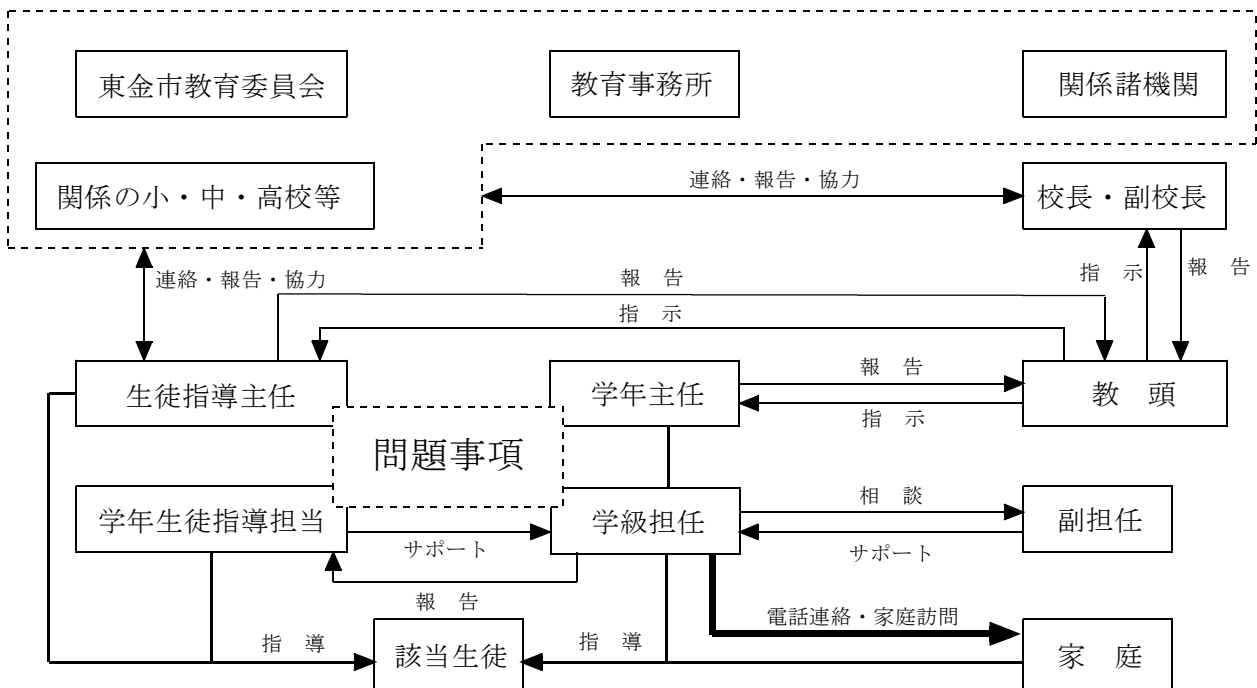 東金市教育委員会
教育事務所
関係諸機関
関係の小・中・高校等
連絡・報告・協力
校長・副校長
連絡・報告・協力
報　告
指　示
報　告
指　示
生徒指導主任
学年主任
報　告
教　頭
指　示
問題事項
学年生徒指導担当
サポート
学級担任
相　談
副担任
サポート
報　告
電話連絡・家庭訪問
指　導
該当生徒
指　導
家　庭